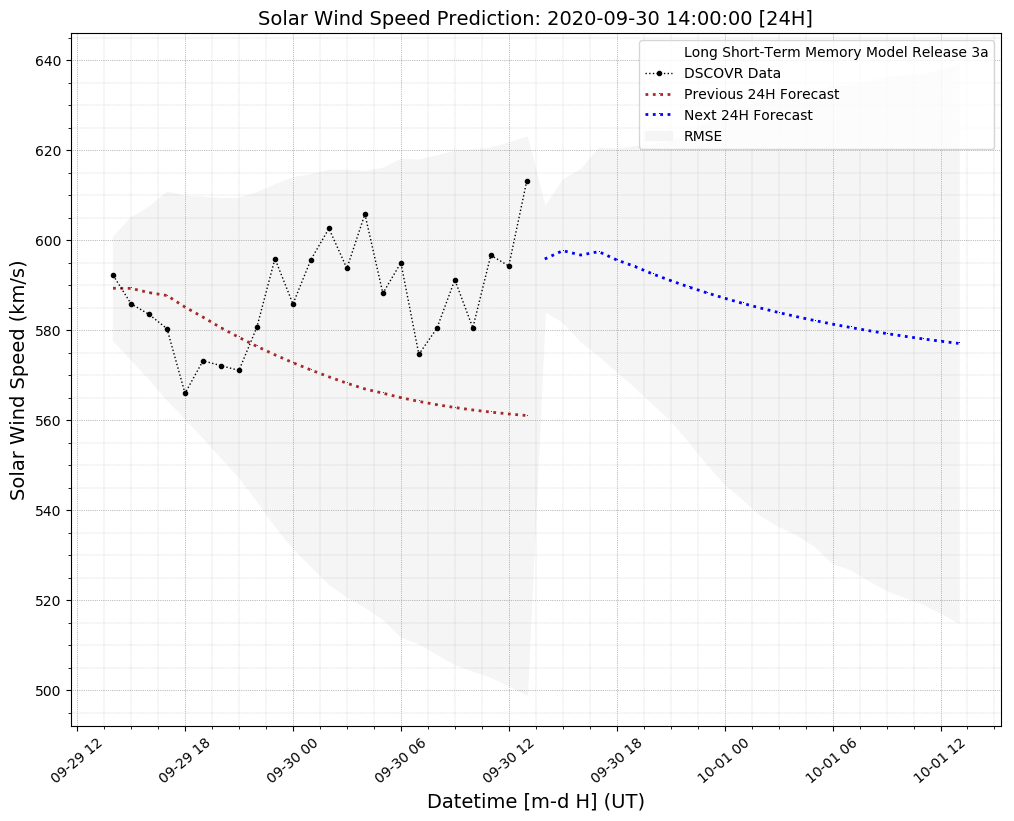 Solar Wind Speed Prediction: 2020-09-30 14:00:00 [24H]
Long Short-Term Memory Model Release 3a
DSCOVR Data
Previous 24H Forecast
Next 24H Forecast
RMSE
Solar Wind Speed (km/s)
640
620
600
580
560
540
520
500
09-29 12
09-29 18
09-30 00
09-30 06
09-30 12
09-30 18
10-01 00
10-01 06
10-01 12
Datetime [m-d H] (UT)